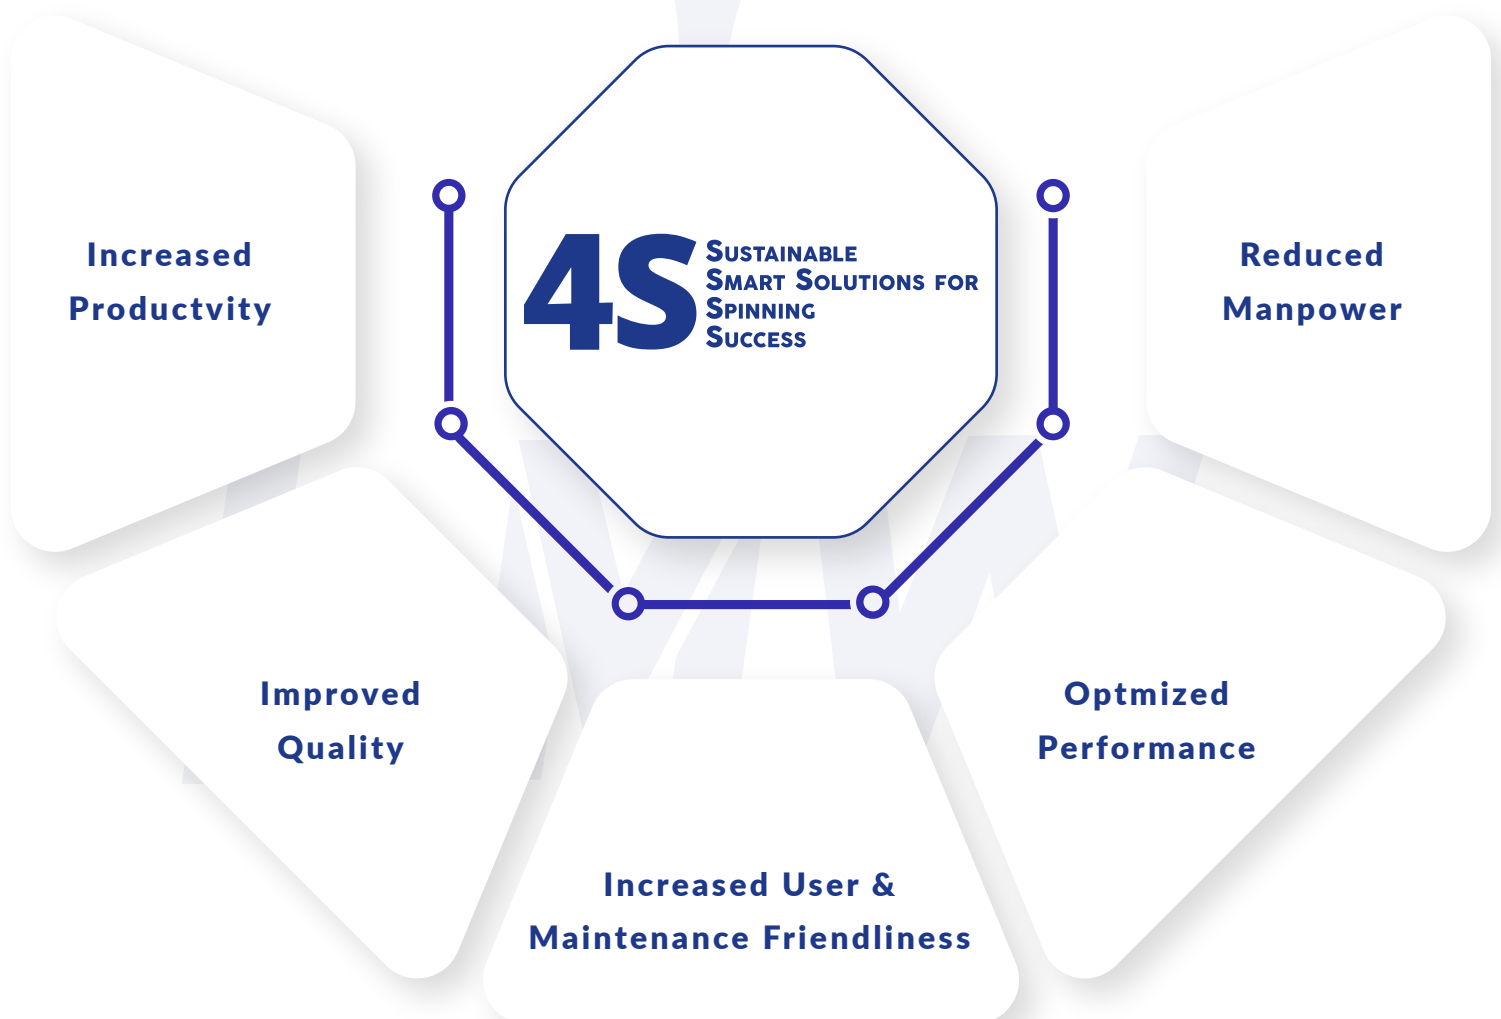 4S
SUSTAINABLE
SMART SOLUTIONS FOR
SPINNING
SUCCESS
Increased
Productvity
Reduced
Manpower
Improved
Quality
Optmized
Performance
Increased User &
Maintenance Friendliness